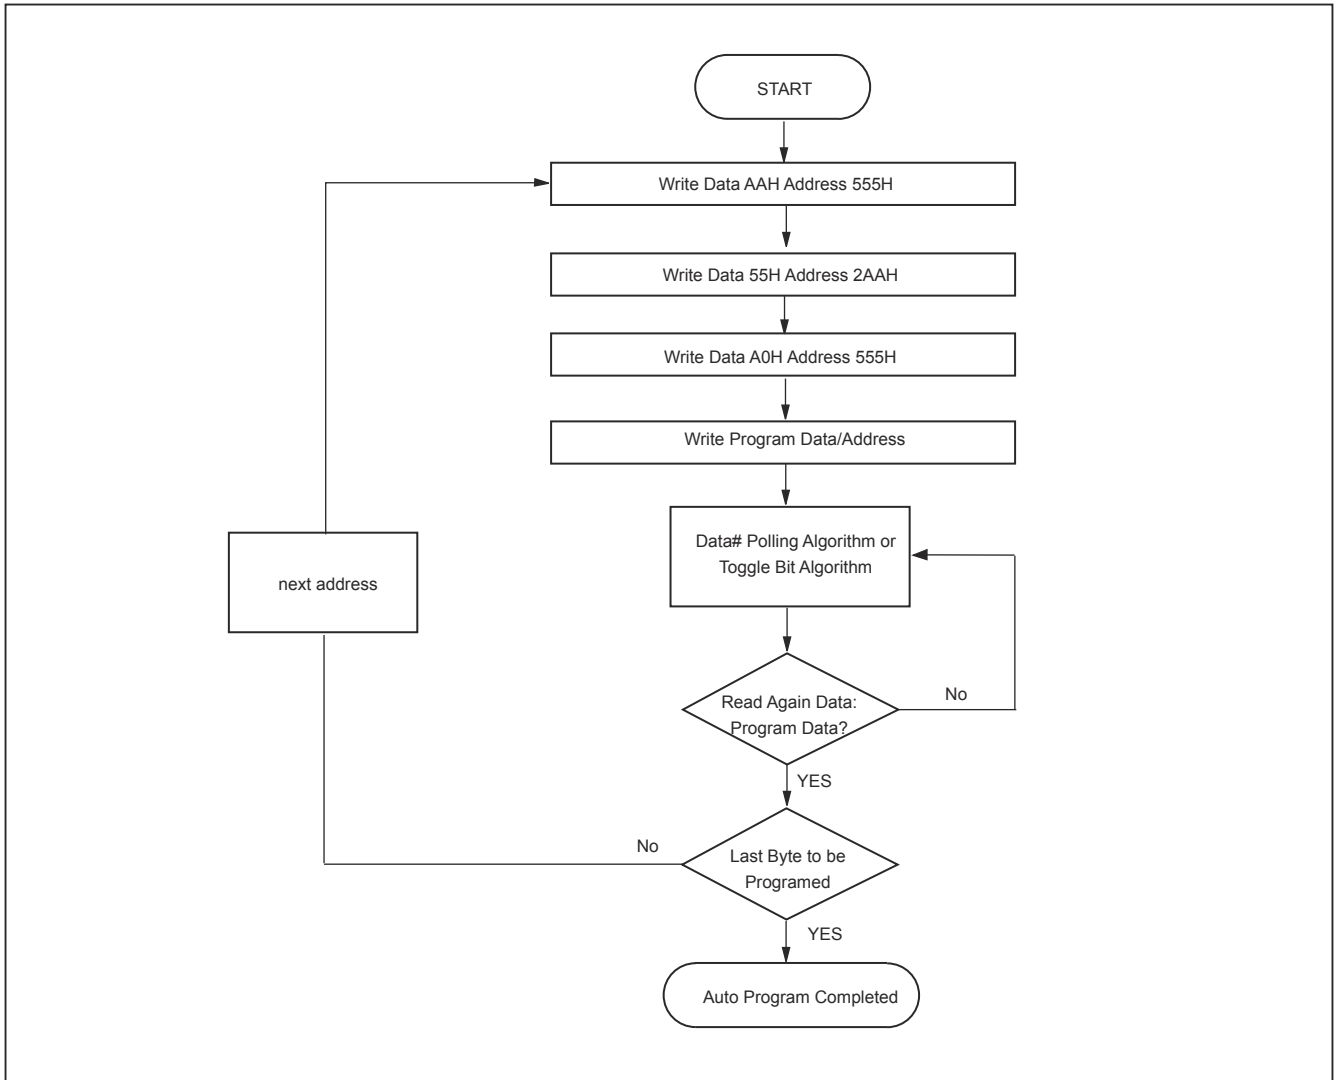 START
Write Data AAH Address 555H
Write Data 55H Address 2AAH
Write Data A0H Address 555H
Write Program Data/Address
Data# Polling Algorithm or
Toggle Bit Algorithm
next address
Read Again Data:
Program Data?
No
YES
No
Last Byte to be
Programed
YES
Auto Program Completed